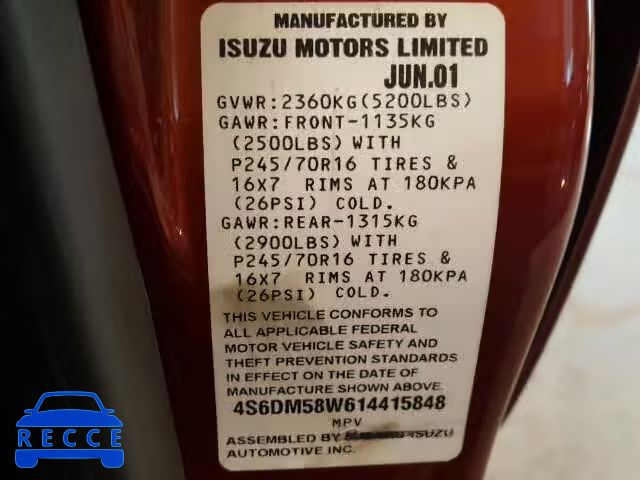 MANUFACTURED BY
ISUZU MOTORS LIMITED
JUN.01
GVWR:2360KG(5200LBS)
GAWR:FRONT-1135KG
(2500LBS) WITH
P245/70R16 TIRES &
16X7 RIMS AT 180KPA
(26PSI) COLD.
GAWR:REAR-1315KG
(2900LBS) WITH
P245/70R16 TIRES &
16X7 RIMS AT 180KPA
(26PSI) COLD.
THIS VEHICLE CONFORMS TO
ALL APPLICABLE FEDERAL
MOTOR VEHICLE SAFETY AND
THEFT PREVENTION STANDARDS
IN EFFECT ON THE DATE OF
MANUFACTURE SHOWN ABOVE.
4S6DM58W614415848
MPV
ASSEMBLED BY ISUZU
AUTOMOTIVE INC.
RECCE